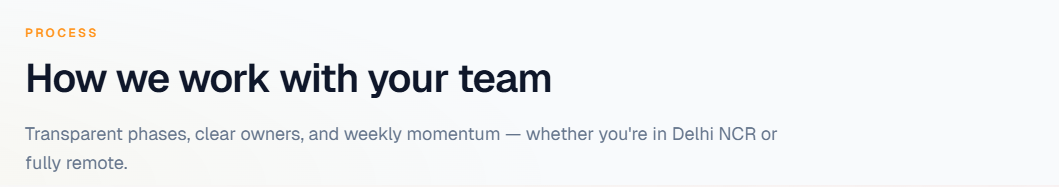 PROCESS
How we work with your team
Transparent phases, clear owners, and weekly momentum — whether you're in Delhi NCR or
fully remote.